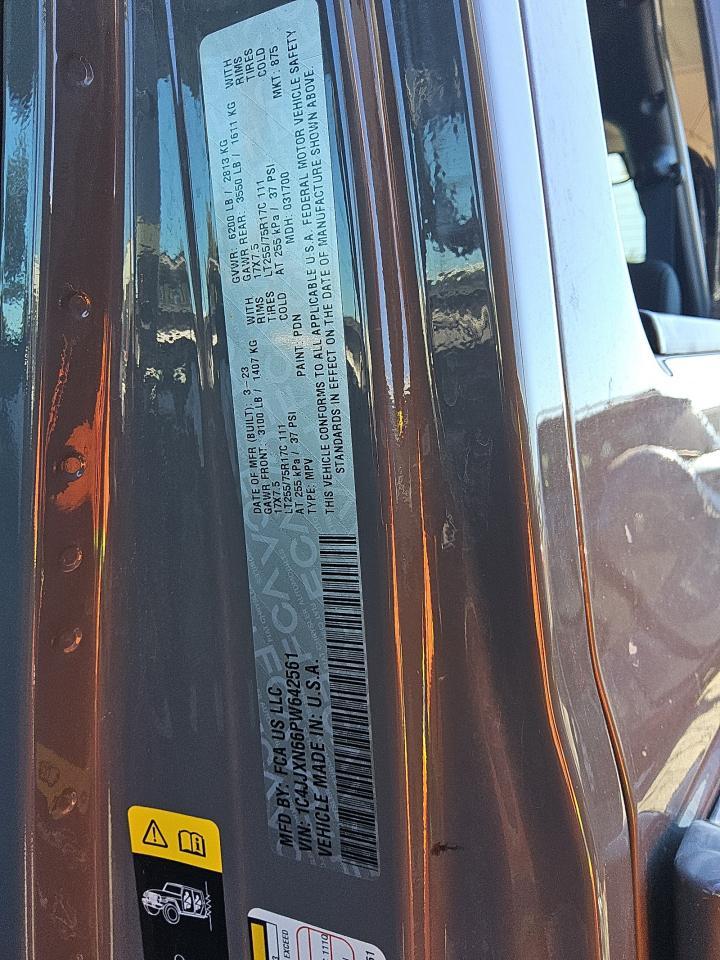 MFD BY: FCA US LLC
VIN: 1C4JJXN66PW642561
VEHICLE MADE IN: U.S.A.
DATE OF MFR (BUILT): 3-23 GVWR: 6200 LB / 2813 KG
GAWR FRONT: 3100 LB / 1407 KG WITH GAWR REAR: 3550 LB / 1611 KG WITH
17X7.5 RIMS 17X7.5 RIMS
LT255/75R17C 111 TIRES LT255/75R17C 111 TIRES
AT 255 kPa / 37 PSI COLD AT 255 kPa / 37 PSI COLD
TYPE: MPV PAINT: PDN MDH: 031700 MKT: 875
THIS VEHICLE CONFORMS TO ALL APPLICABLE U.S.A. FEDERAL MOTOR VEHICLE SAFETY
STANDARDS IN EFFECT ON THE DATE OF MANUFACTURE SHOWN ABOVE.
EXCEED